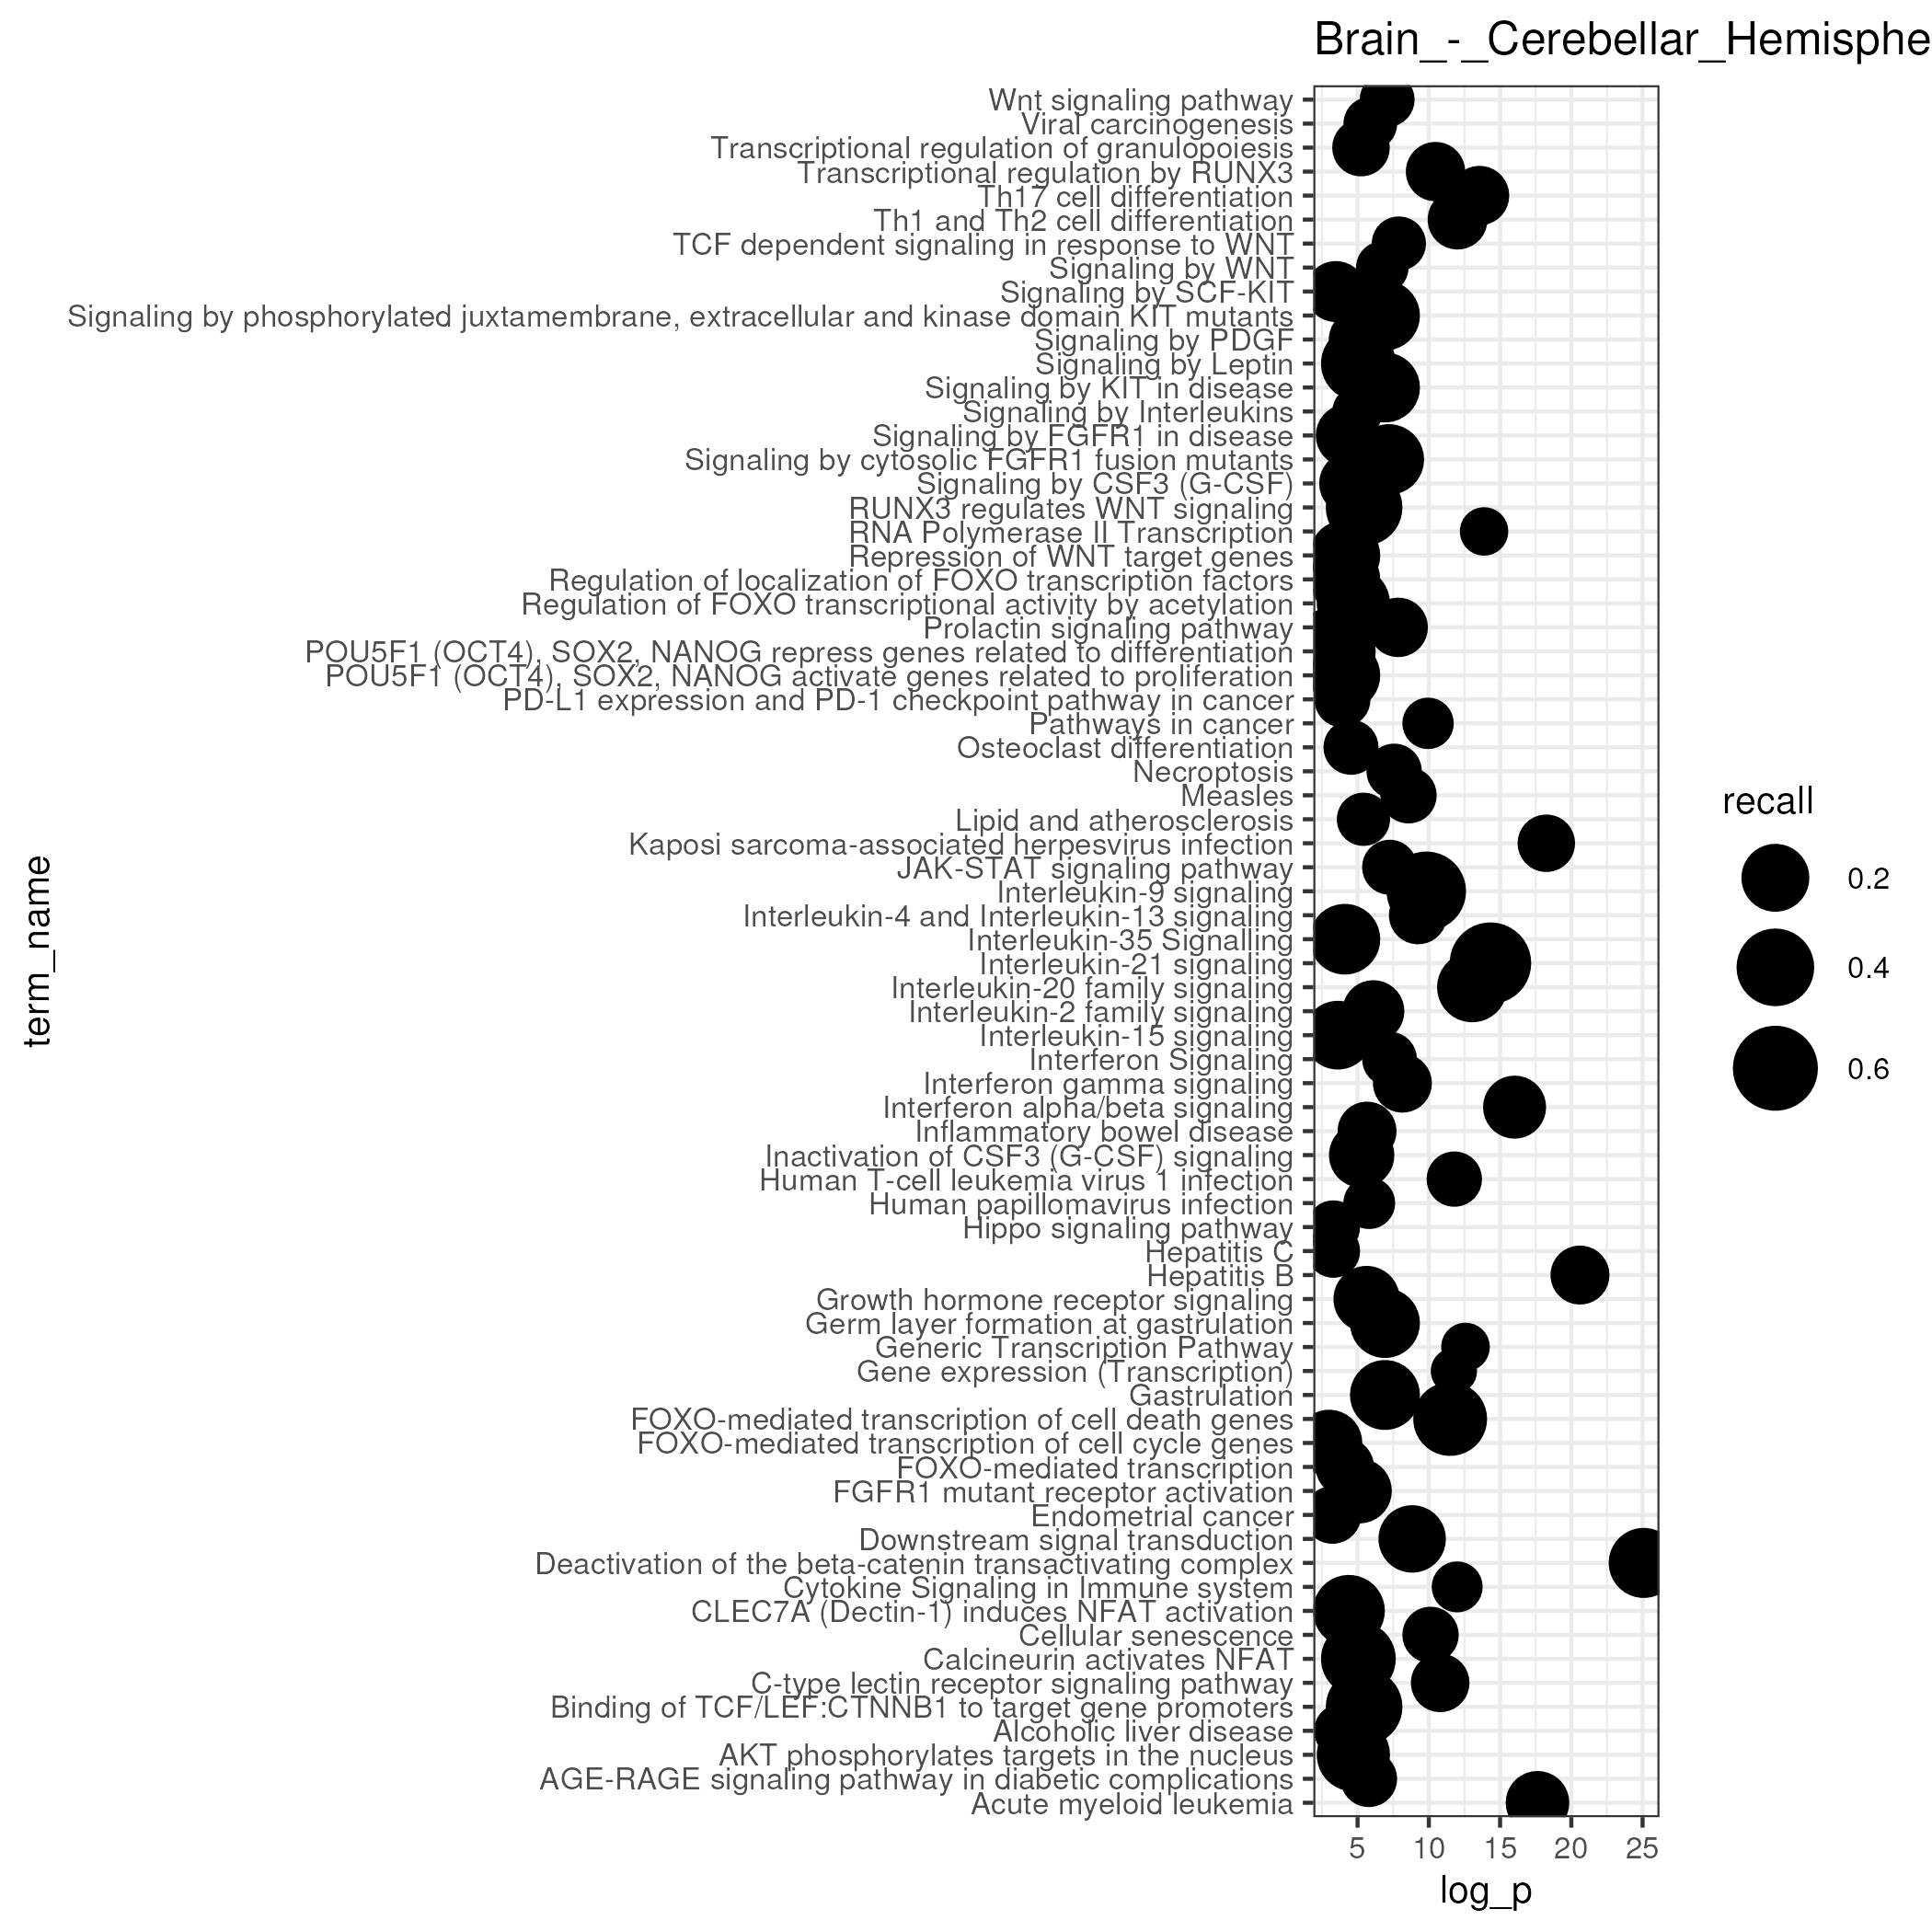 Brain_-_Cerebellar_Hemisphe
Wnt signaling pathway
Viral carcinogenesis
Transcriptional regulation of granulopoiesis
Transcriptional regulation by RUNX3
Th17 cell differentiation
Th1 and Th2 cell differentiation
TCF dependent signaling in response to WNT
Signaling by WNT
Signaling by SCF-KIT
Signaling by phosphorylated juxtamembrane, extracellular and kinase domain KIT mutants
Signaling by PDGF
Signaling by Leptin
Signaling by KIT in disease
Signaling by Interleukins
Signaling by FGFR1 in disease
Signaling by cytosolic FGFR1 fusion mutants
Signaling by CSF3 (G-CSF)
RUNX3 regulates WNT signaling
RNA Polymerase II Transcription
Repression of WNT target genes
Regulation of localization of FOXO transcription factors
Regulation of FOXO transcriptional activity by acetylation
Prolactin signaling pathway
POU5F1 (OCT4), SOX2, NANOG repress genes related to differentiation
POU5F1 (OCT4), SOX2, NANOG activate genes related to proliferation
PD-L1 expression and PD-1 checkpoint pathway in cancer
Pathways in cancer
Osteoclast differentiation
Necroptosis
Measles
Lipid and atherosclerosis
Kaposi sarcoma-associated herpesvirus infection
JAK-STAT signaling pathway
Interleukin-9 signaling
Interleukin-4 and Interleukin-13 signaling
Interleukin-35 Signalling
Interleukin-21 signaling
Interleukin-20 family signaling
Interleukin-2 family signaling
Interleukin-15 signaling
Interferon Signaling
Interferon gamma signaling
Interferon alpha/beta signaling
Inflammatory bowel disease
Inactivation of CSF3 (G-CSF) signaling
Human T-cell leukemia virus 1 infection
Human papillomavirus infection
Hippo signaling pathway
Hepatitis C
Hepatitis B
Growth hormone receptor signaling
Germ layer formation at gastrulation
Generic Transcription Pathway
Gene expression (Transcription)
Gastrulation
FOXO-mediated transcription of cell death genes
FOXO-mediated transcription of cell cycle genes
FOXO-mediated transcription
FGFR1 mutant receptor activation
Endometrial cancer
Downstream signal transduction
Deactivation of the beta-catenin transactivating complex
Cytokine Signaling in Immune system
CLEC7A (Dectin-1) induces NFAT activation
Cellular senescence
Calcineurin activates NFAT
C-type lectin receptor signaling pathway
Binding of TCF/LEF:CTNNB1 to target gene promoters
Alcoholic liver disease
AKT phosphorylates targets in the nucleus
AGE-RAGE signaling pathway in diabetic complications
Acute myeloid leukemia
5 10 15 20 25
log_p
term_name
recall
0.2
0.4
0.6